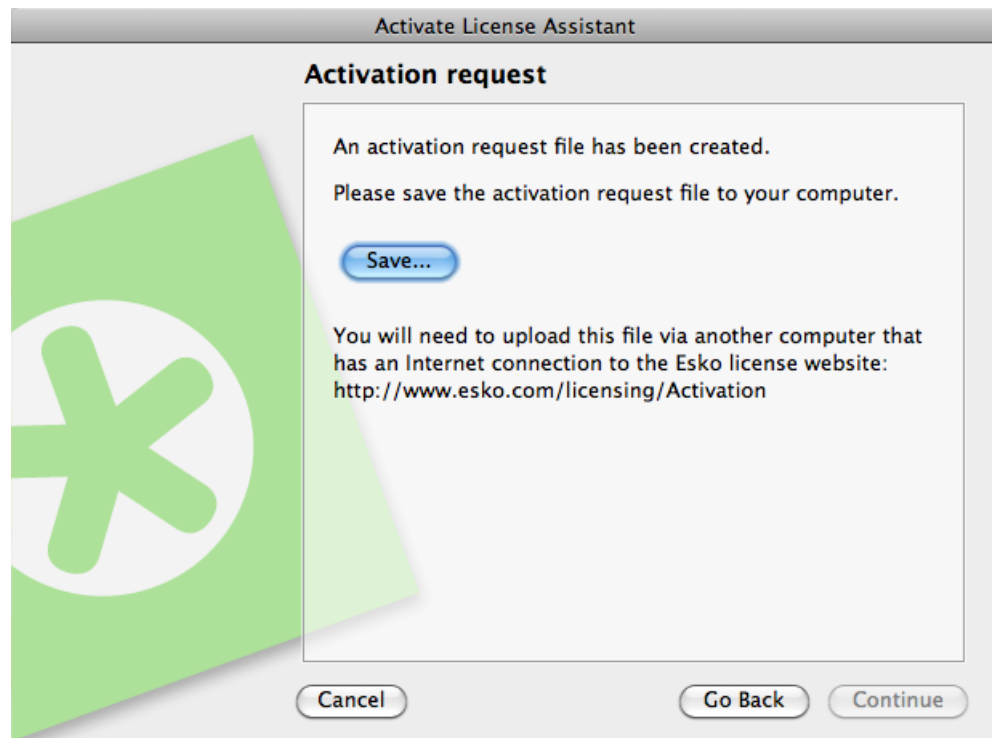 Activate License Assistant
Activation request
An activation request file has been created.
Please save the activation request file to your computer.
Save...
You will need to upload this file via another computer that
has an Internet connection to the Esko license website:
http://www.esko.com/licensing/Activation
Cancel
Go Back
Continue